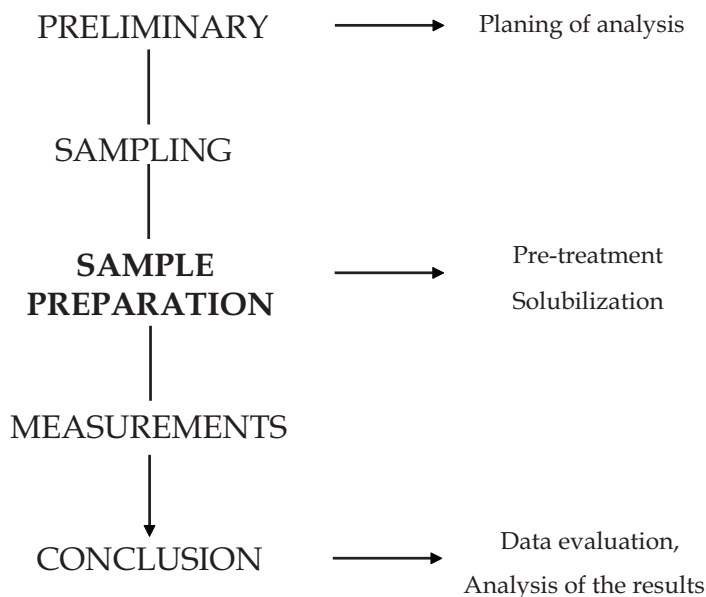 PRELIMINARY
Planing of analysis
SAMPLING
SAMPLE
PREPARATION
Pre-treatment
Solubilization
MEASUREMENTS
CONCLUSION
Data evaluation,
Analysis of the results